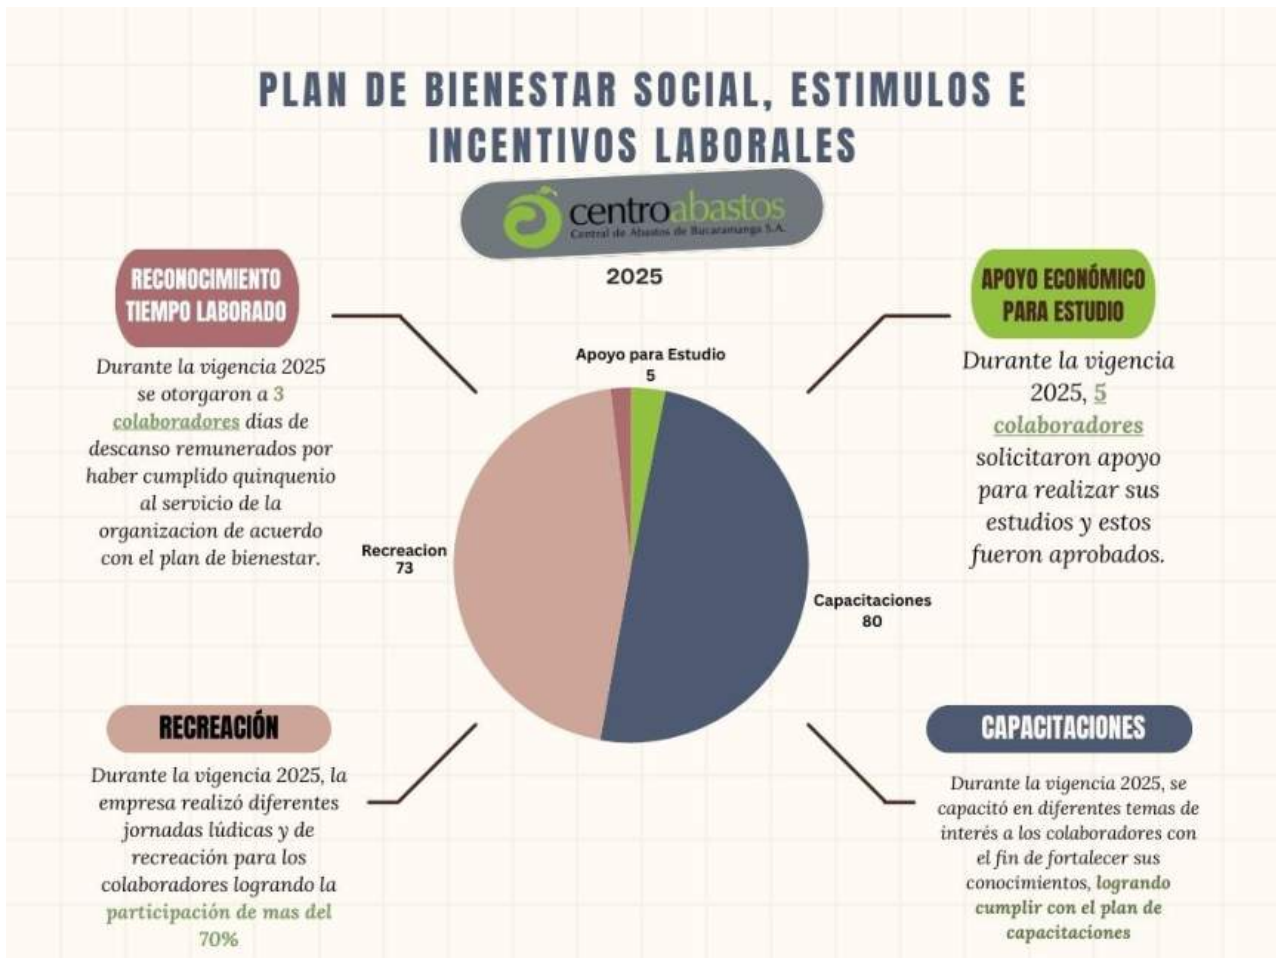 PLAN DE BIENESTAR SOCIAL, ESTIMULOS E
INCENTIVOS LABORALES
centroabastos
Central de Abastos de Bucaramanga S.A.
2025
RECONOCIMIENTO
TIEMPO LABORADO
Durante la vigencia 2025
se otorgaron a 3
colaboradores días de
descanso remunerados por
haber cumplido quinquenio
al servicio de la
organizacion de acuerdo
con el plan de bienestar.
APOYO ECONÓMICO
PARA ESTUDIO
Durante la vigencia
2025, 5
colaboradores
solicitaron apoyo
para realizar sus
estudios y estos
fueron aprobados.
Apoyo para Estudio
5
Recreacion
73
Capacitaciones
80
RECREACIÓN
Durante la vigencia 2025, la
empresa realizó diferentes
jornadas lúdicas y de
recreación para los
colaboradores logrando la
participación de mas del
70%
CAPACITACIONES
Durante la vigencia 2025, se
capacitó en diferentes temas de
interés a los colaboradores con
el fin de fortalecer sus
conocimientos, logrando
cumplir con el plan de
capacitaciones